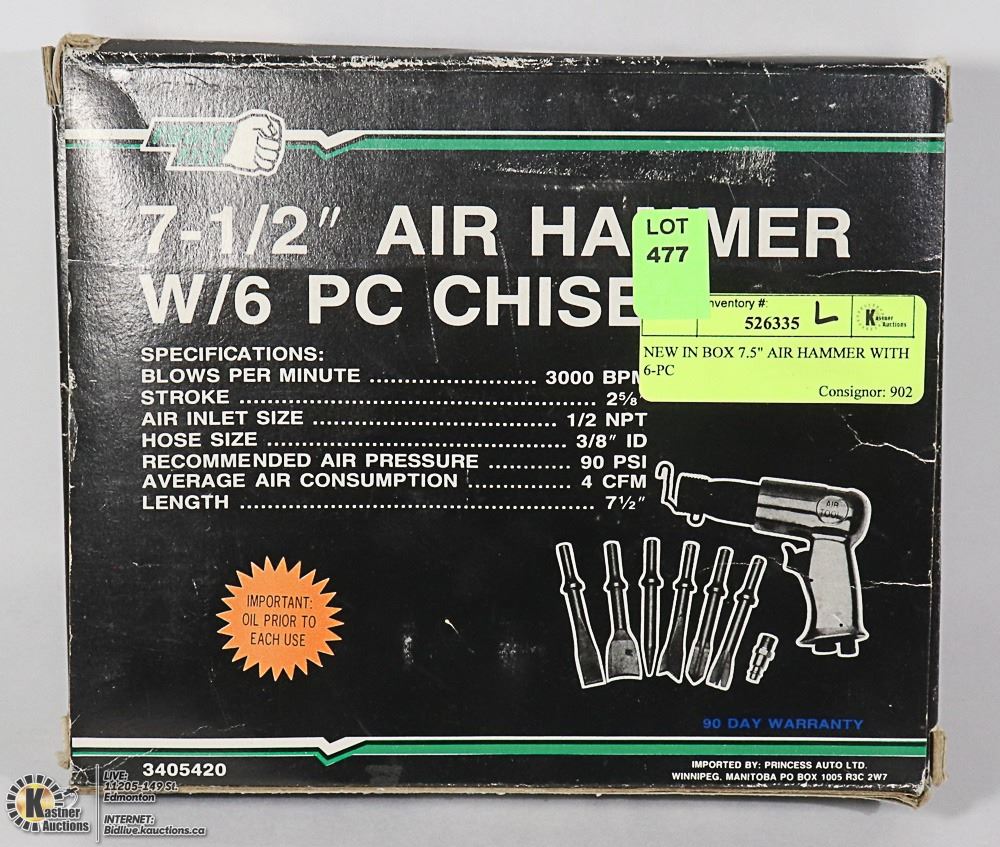 7-1/2" AIR HA MER
W/6 PC CHISE
LOT
477
nventory #:
526335 L
Kastner
Auctions
NEW IN BOX 7.5" AIR HAMMER WITH
6-PC
Consignor: 902
SPECIFICATIONS:
BLOWS PER MINUTE ........................ 3000 BPM
STROKE ................................................... 2⅝
AIR INLET SIZE ................................... 1/2 NPT
HOSE SIZE ........................................... 3/8" ID
RECOMMENDED AIR PRESSURE ............ 90 PSI
AVERAGE AIR CONSUMPTION ............... 4 CFM
LENGTH ................................................... 7½"
AIR
TOOL
IMPORTANT:
OIL PRIOR TO
EACH USE
90 DAY WARRANTY
3405420
IMPORTED BY: PRINCESS AUTO LTD.
WINNIPEG. MANITOBA PO BOX 1005 R3C 2W7
Kastner
Auctions
LIVE:
11205-149 St.
Edmonton
INTERNET:
Bidlive.kauctions.ca